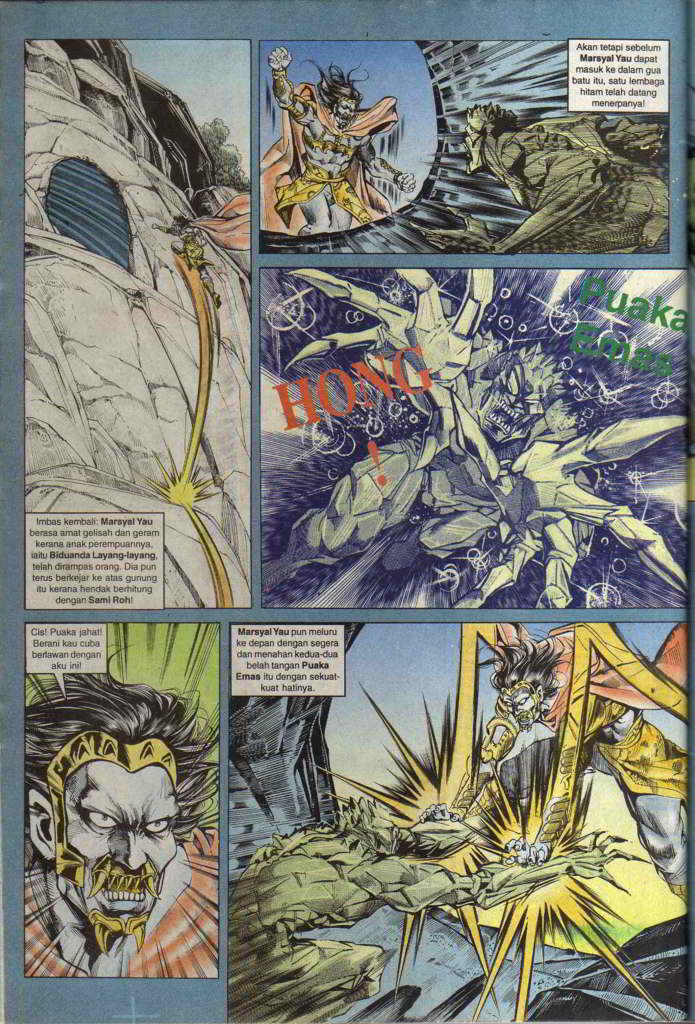 Imbas kembali: Marsyal Yau
berasa amat gelisah dan geram
kerana anak perempuannya,
iaitu Biduanda Layang-layang,
telah dirampas orang. Dia pun
terus berkejar ke atas gunung
itu kerana hendak berhitung
dengan Sami Roh!
Akan tetapi sebelum
Marsyal Yau dapat
masuk ke dalam gua
batu itu, satu lembaga
hitam telah datang
menerpanya!
Puaka
Emas
HONG
!
Cis! Puaka jahat!
Berani kau cuba
berlawan dengan
aku ini!
Marsyal Yau pun meluru
ke depan dengan segera
dan menahan kedua-dua
belah tangan Puaka
Emas itu dengan sekuat-
kuat hatinya.